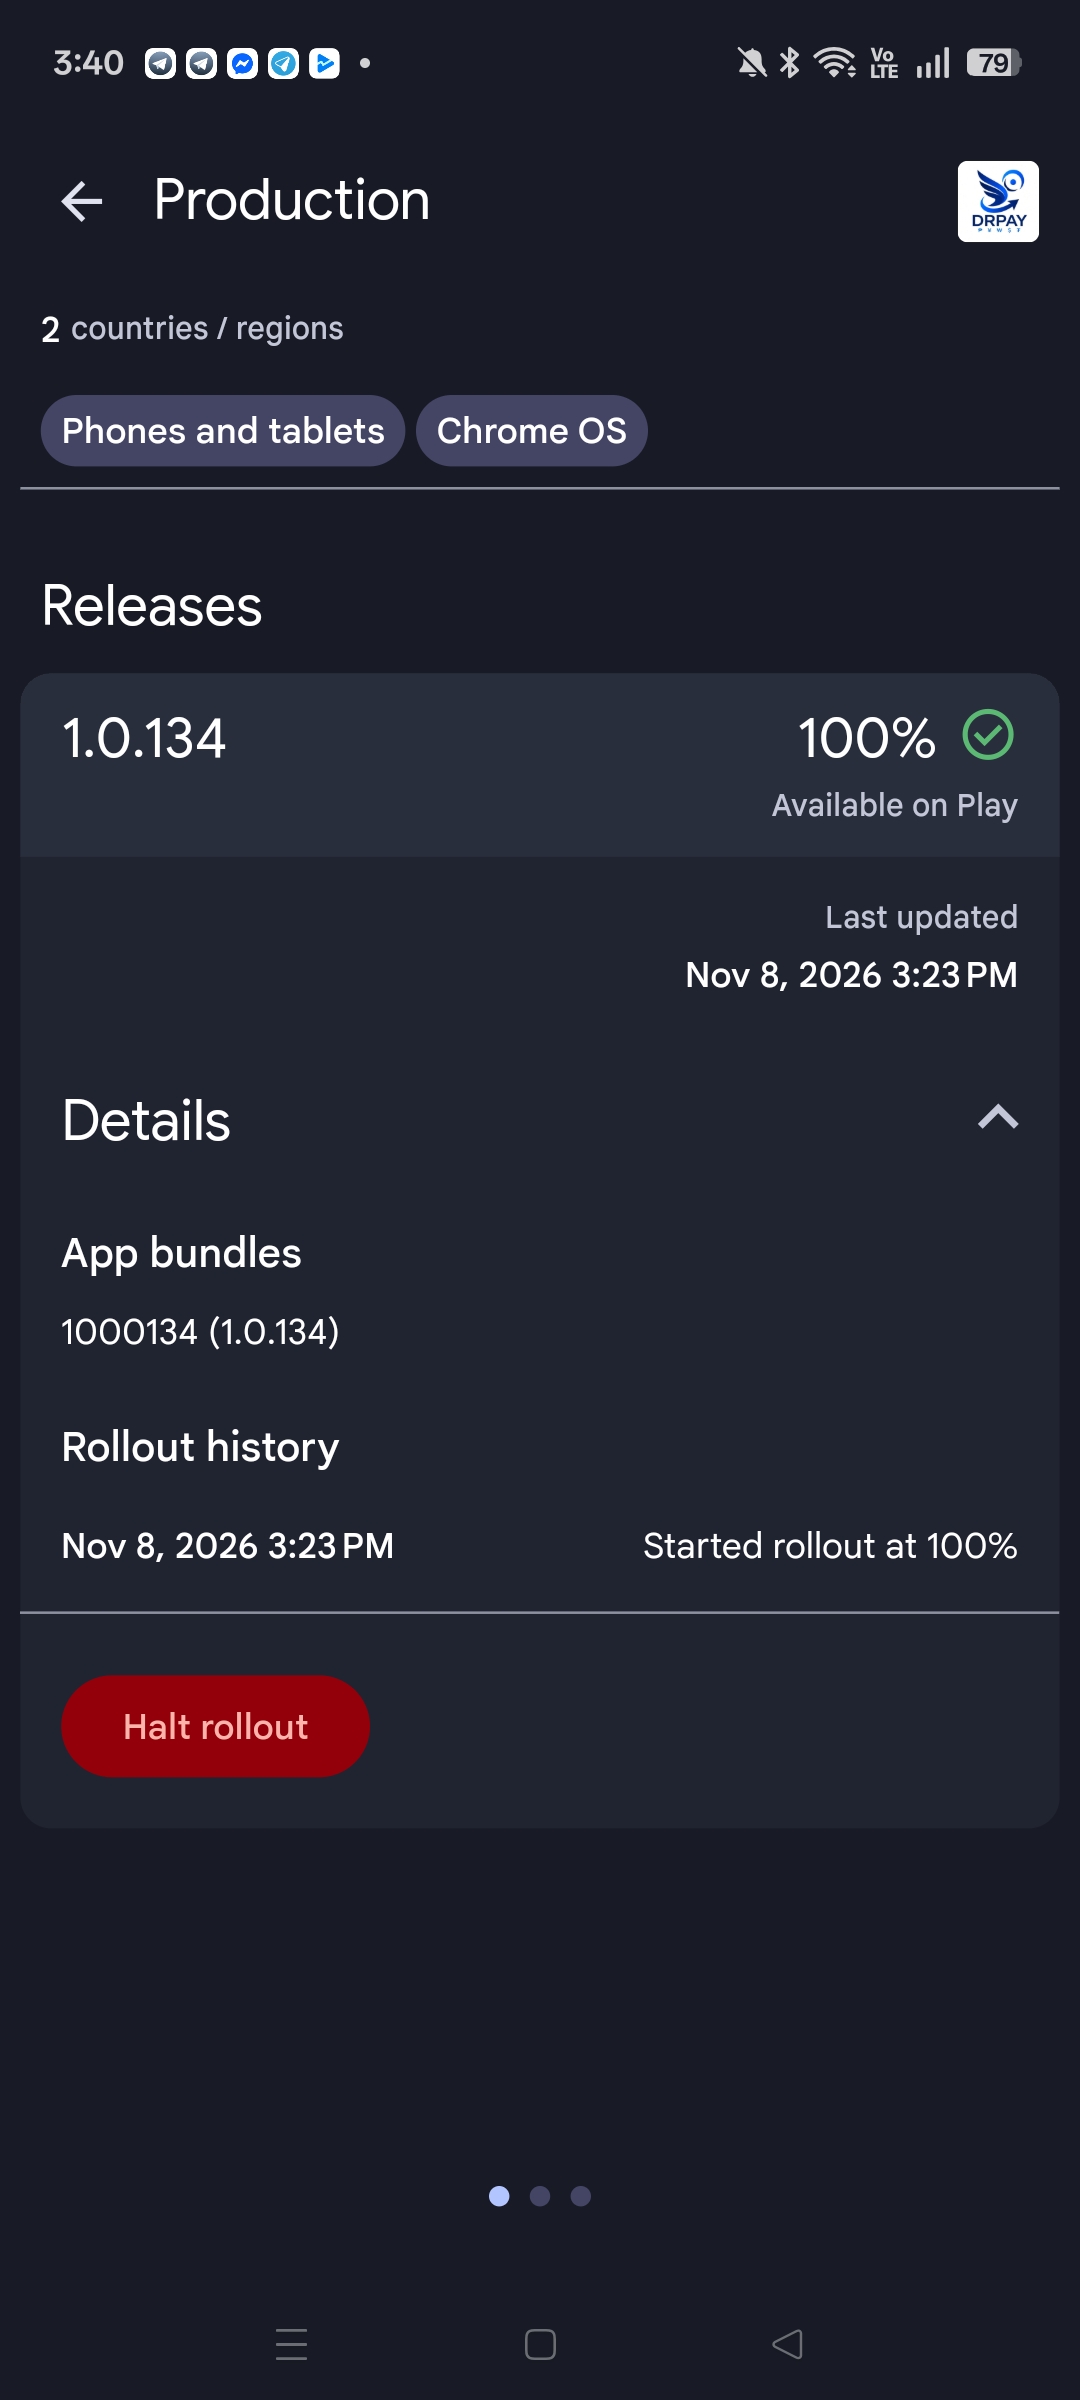 3:40
Vo
LTE
79
Production
DRPAY
2 countries / regions
Phones and tablets
Chrome OS
Releases
1.0.134
100%
Available on Play
Last updated
Nov 8, 2026 3:23 PM
Details
App bundles
1000134 (1.0.134)
Rollout history
Nov 8, 2026 3:23 PM
Started rollout at 100%
Halt rollout